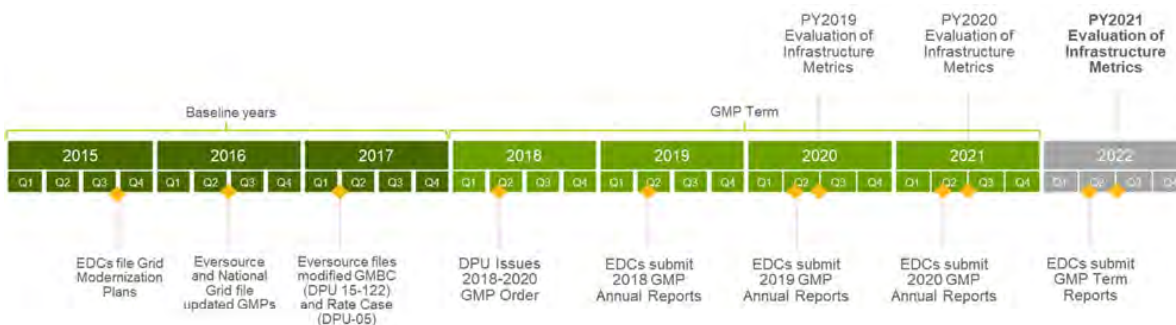 PY2019
Evaluation of
Infrastructure
Metrics
PY2020
Evaluation of
Infrastructure
Metrics
PY2021
Evaluation of
Infrastructure
Metrics
Baseline years
GMP Term
2015
2016
2017
2018
2019
2020
2021
2022
Q1 Q2 Q3 Q4
Q1 Q2 Q3 Q4
Q1 Q2 Q3 Q4
Q1 Q2 Q3 Q4
Q1 Q2 Q3 Q4
Q1 Q2 Q3 Q4
Q1 Q2 Q3 Q4
Q1 Q2 Q3 Q4
EDCs file Grid
Modernization
Plans
Eversource
and National
Grid file
updated GMPs
Eversource files
modified GMBC
(DPU 15-122)
and Rate Case
(DPU-05)
DPU Issues
2018-2020
GMP Order
EDCs submit
2018 GMP
Annual Reports
EDCs submit
2019 GMP
Annual Reports
EDCs submit
2020 GMP
Annual Reports
EDCs submit
GMP Term
Reports